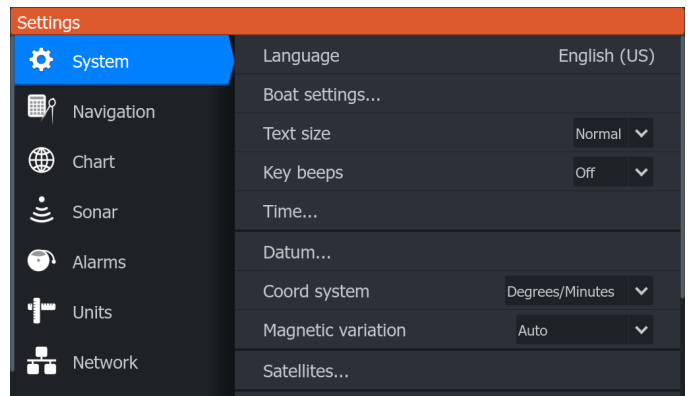 Settings
System
Navigation
Chart
Sonar
Alarms
Units
Network
Language English (US)
Boat settings...
Text size Normal
Key beeps Off
Time...
Datum...
Coord system Degrees/Minutes
Magnetic variation Auto
Satellites...